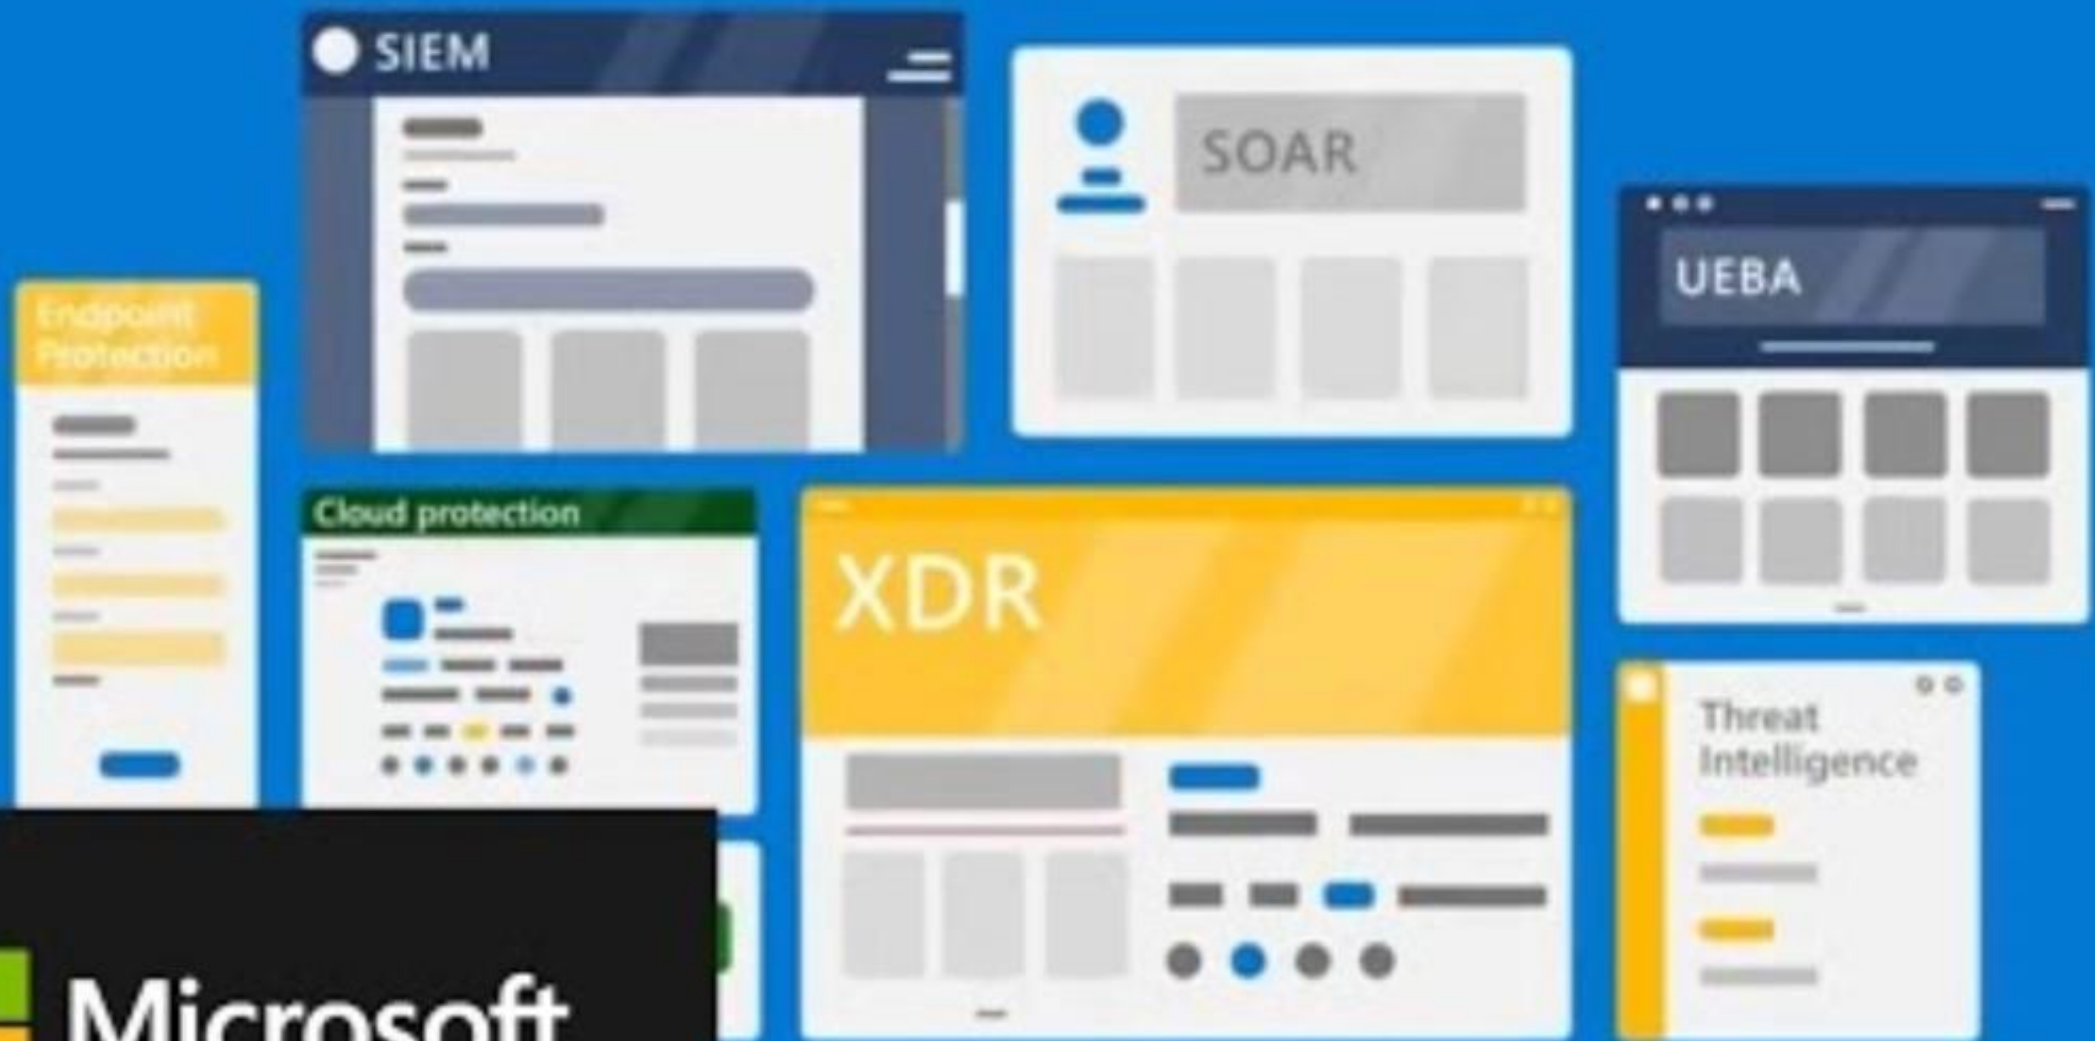 SIEM
SOAR
UEBA
Endpoint
Protection
Cloud protection
XDR
Threat
Intelligence
Microsoft